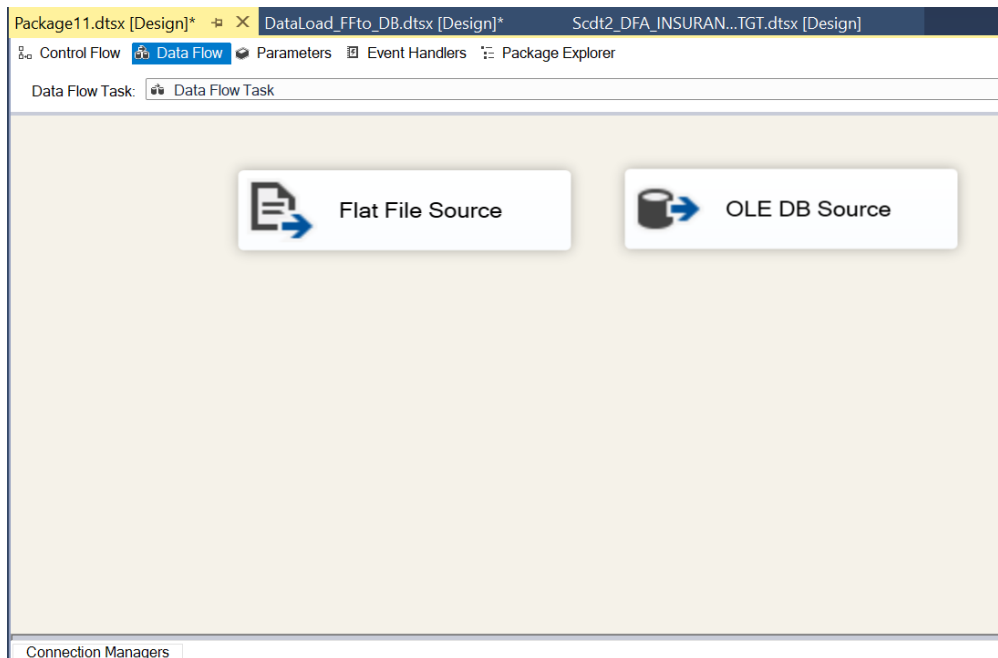 Package11.dtsx [Design]* DataLoad_FFto_DB.dtsx [Design]* Scdt2_DFA_INSURAN...TGT.dtsx [Design]
Control Flow Data Flow Parameters Event Handlers Package Explorer
Data Flow Task: Data Flow Task
Flat File Source OLE DB Source
Connection Managers